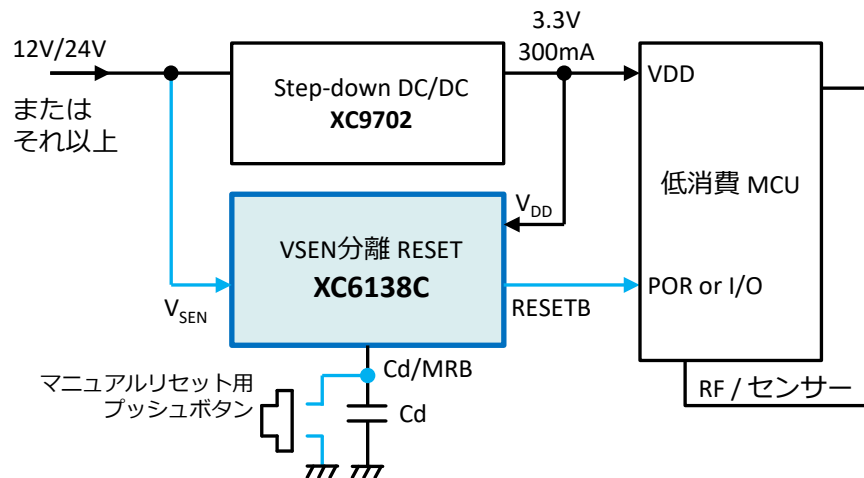 12V/24V
または
それ以上
Step-down DC/DC
XC9702
3.3V
300mA
VDD
低消費 MCU
VDD
VSEN分離 RESET
XC6138C
VSEN
RESETB
POR or I/O
Cd/MRB
マニュアルリセット用
プッシュボタン
Cd
RF / センサー